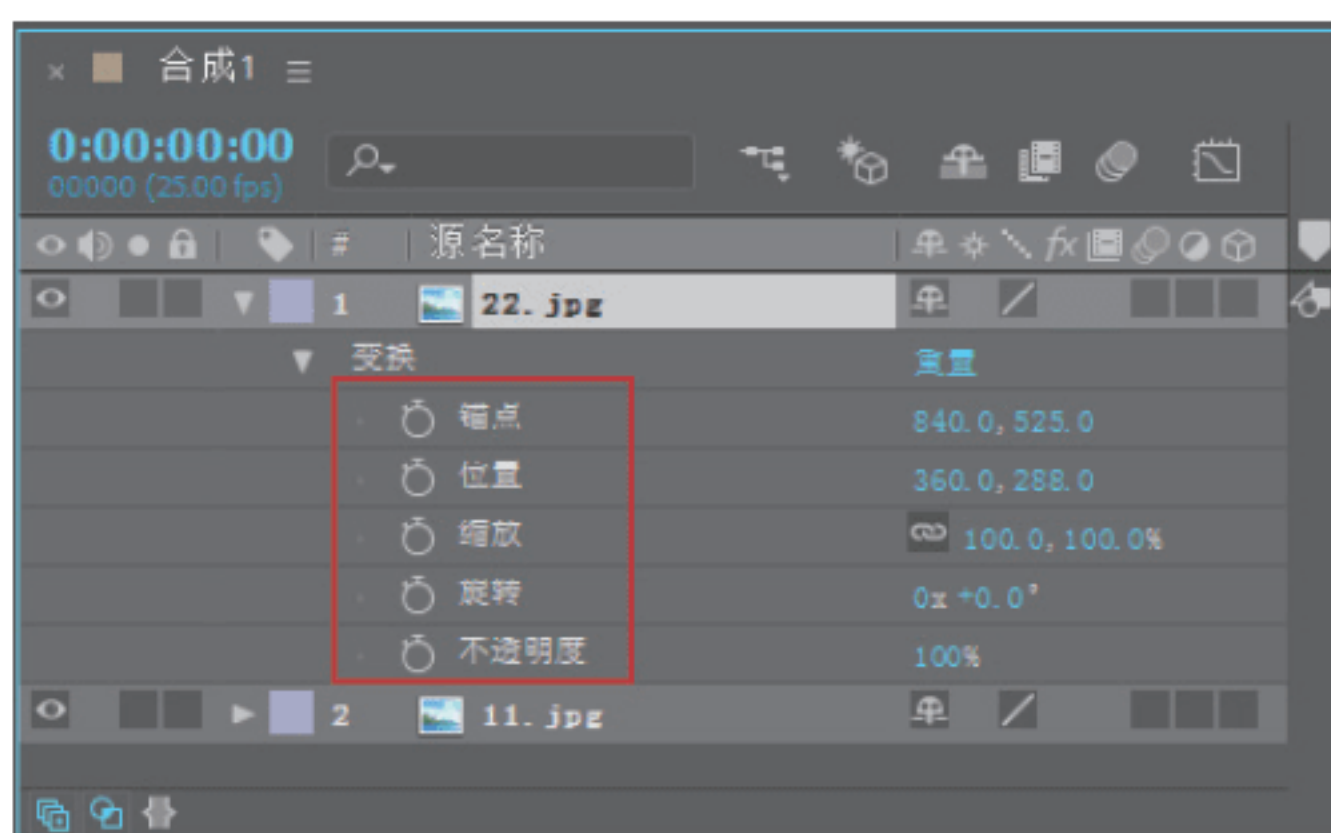 合成1
0:00:00:00
00000 (25.00 fps)
# 源名称 fx
1 22.jpg
变换 重置
锚点 840.0, 525.0
位置 360.0, 288.0
缩放 100.0, 100.0%
旋转 0x +0.0°
不透明度 100%
2 11.jpg